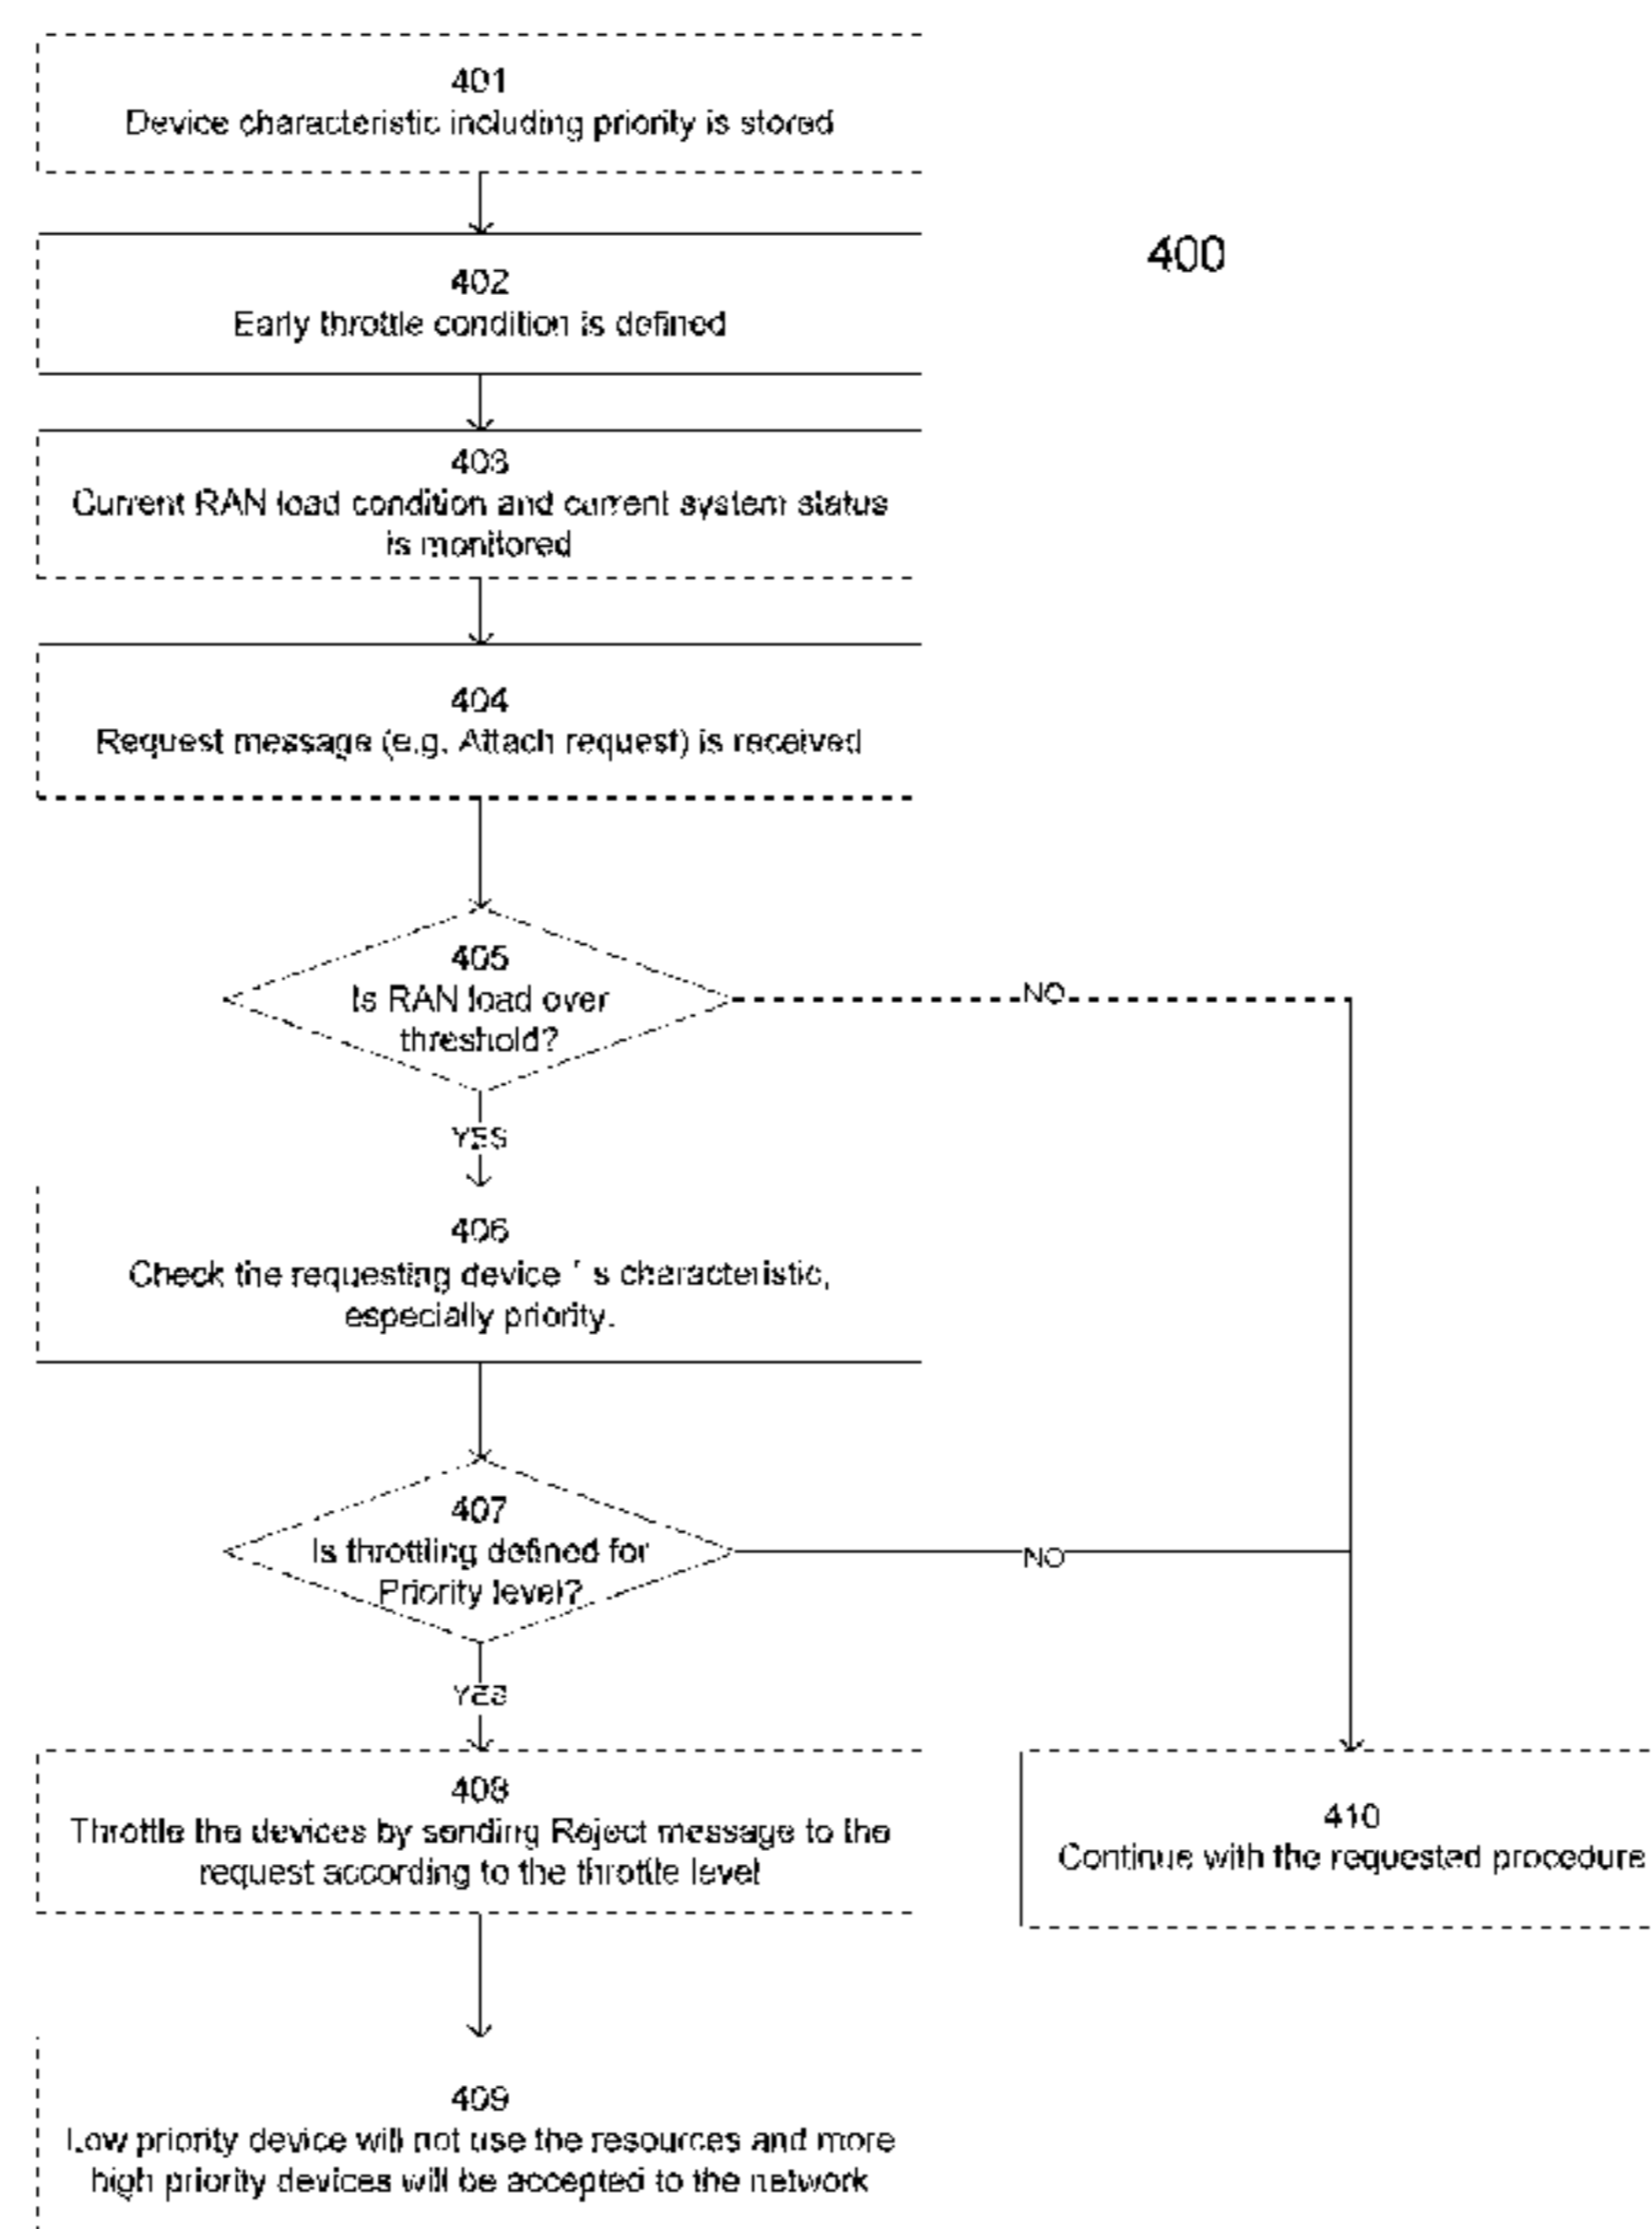 401
Device characteristic including priority is stored
402
Early throttle condition is defined
400
403
Current RAN load condition and current system status
is monitored
404
Request message (e.g. Attach request) is received
405
Is RAN load over
threshold?
NO
YES
406
Check the requesting device ' s characteristic,
especially priority.
407
Is throttling defined for
Priority level?
NO
YES
408
Throttle the devices by sending Reject message to the
request according to the throttle level
410
Continue with the requested procedure
409
Low priority device will not use the resources and more
high priority devices will be accepted to the network